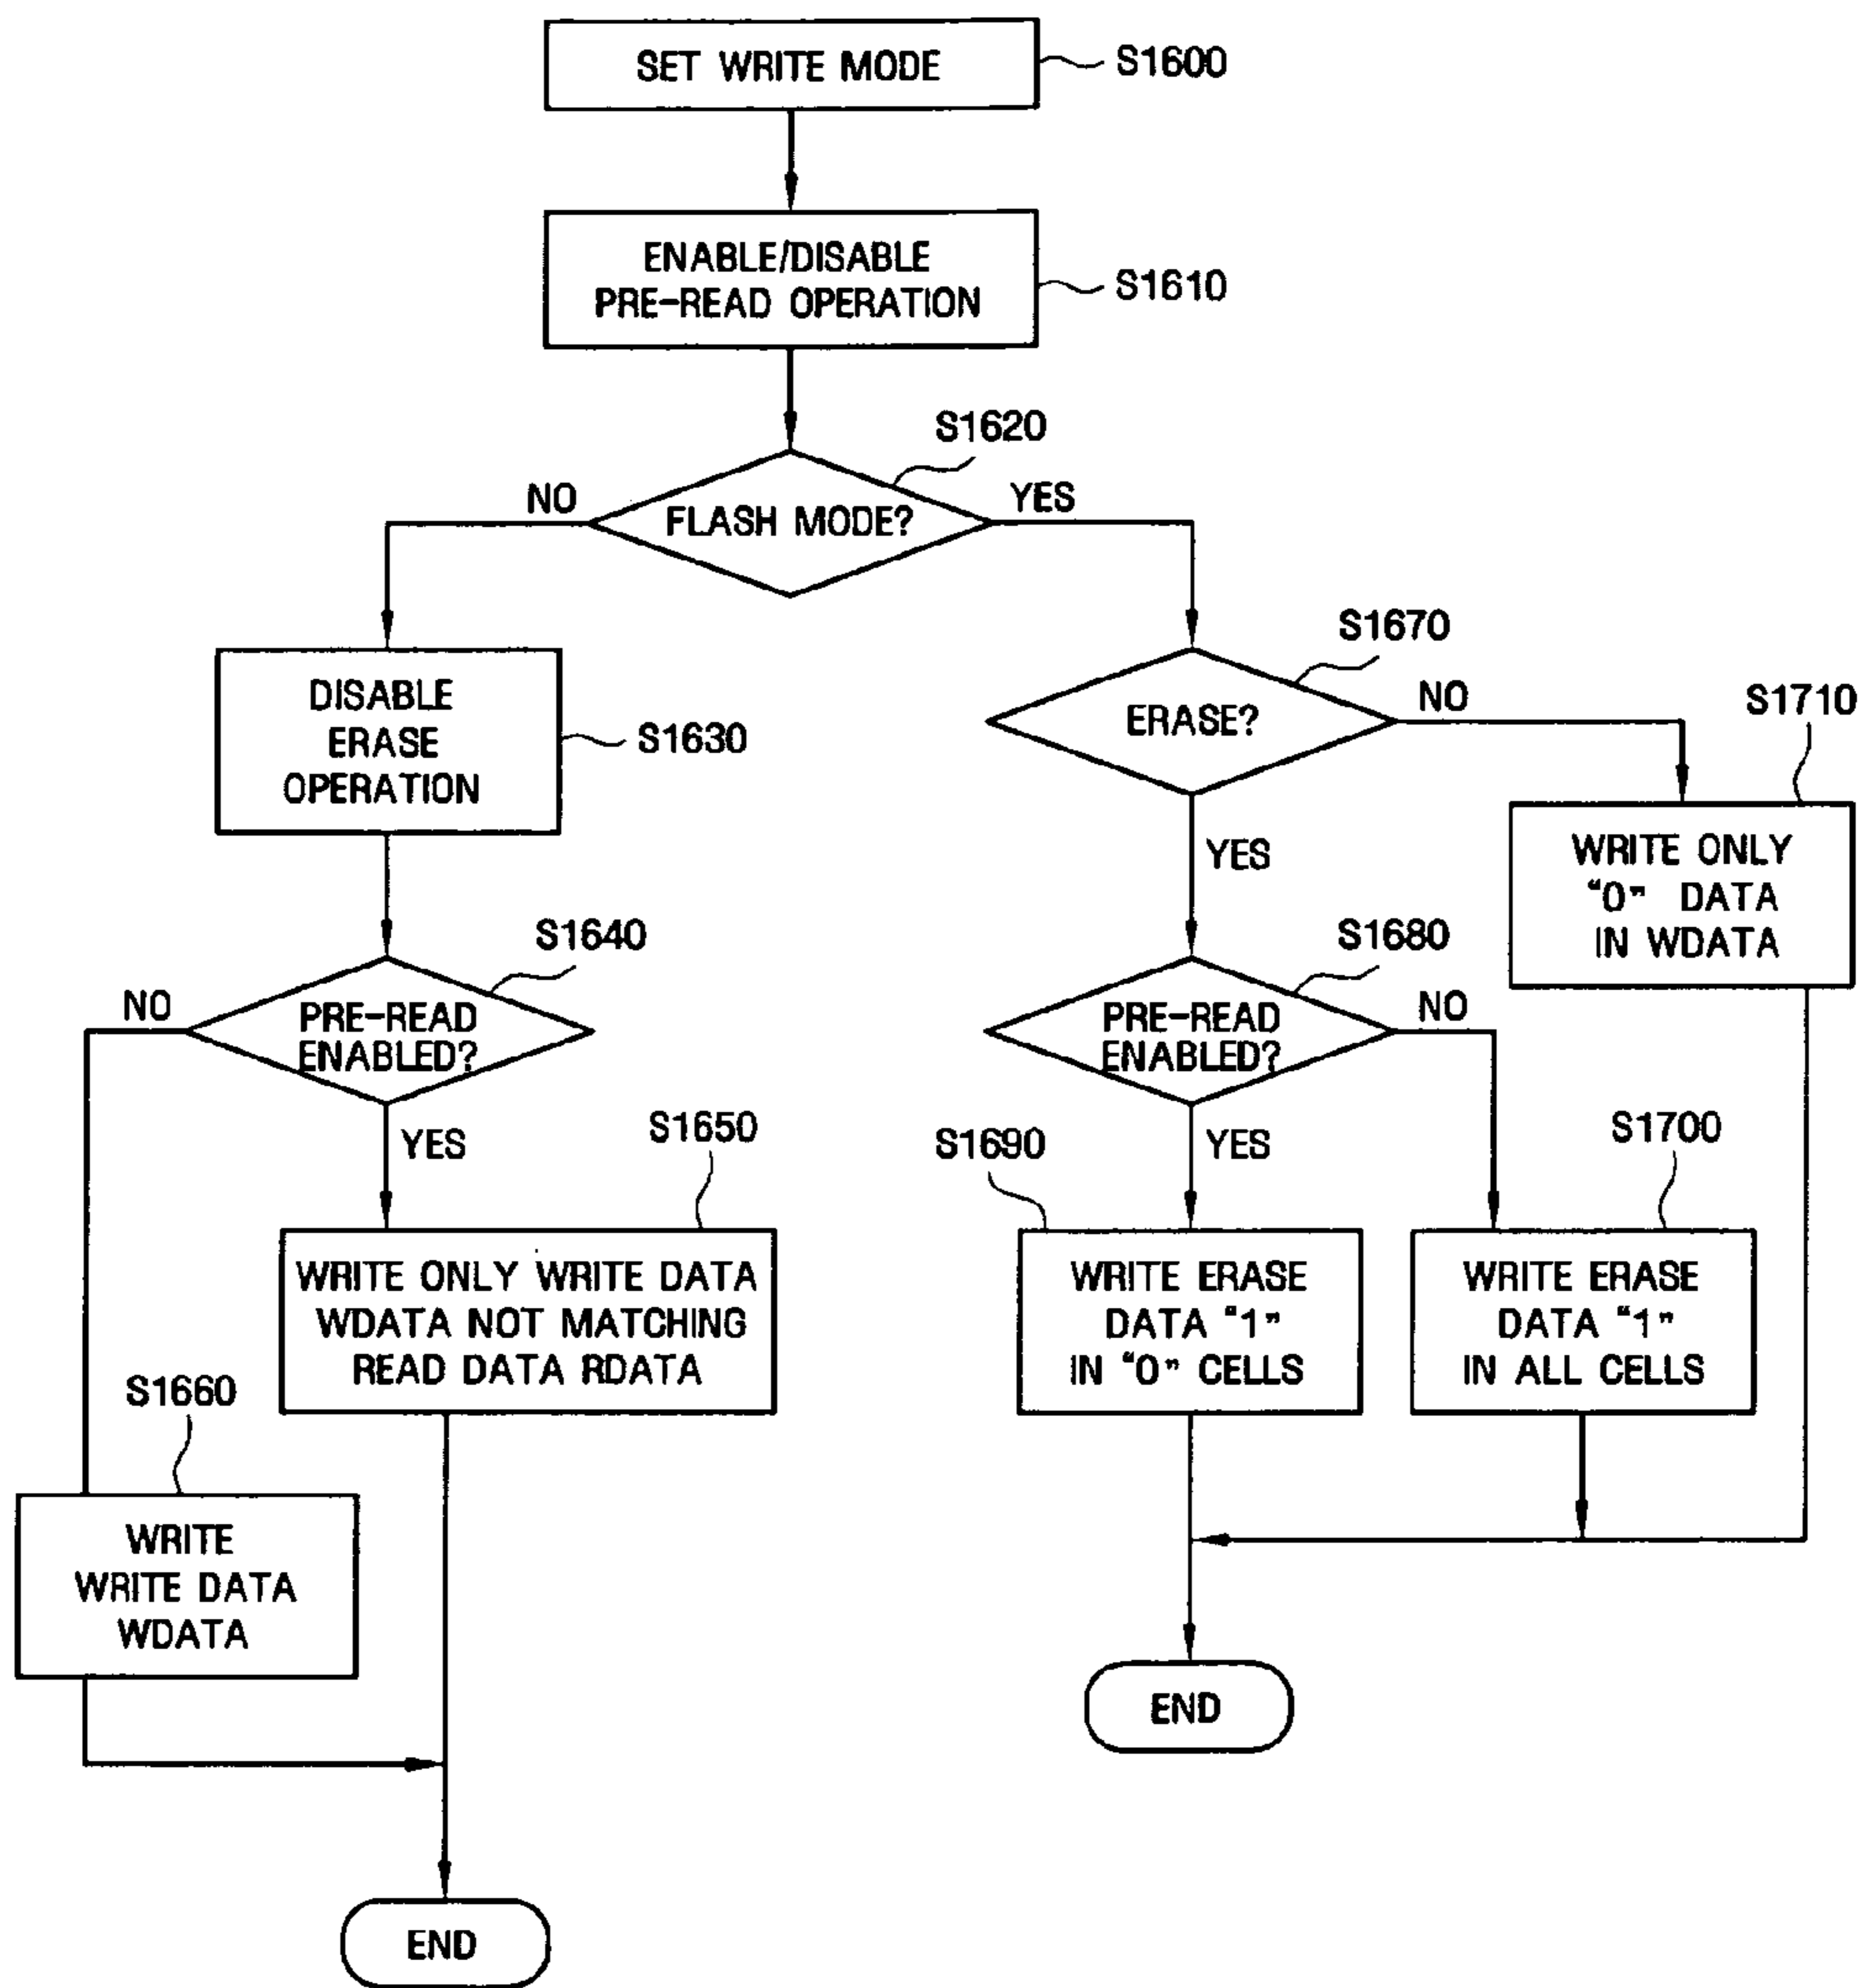 SET WRITE MODE
S1600
ENABLE/DISABLE
PRE-READ OPERATION
S1610
S1620
NO
FLASH MODE?
YES
S1670
DISABLE
ERASE
OPERATION
S1630
ERASE?
NO
S1710
YES
WRITE ONLY
"0" DATA
IN WDATA
S1640
NO
PRE-READ
ENABLED?
YES
S1680
PRE-READ
ENABLED?
NO
YES
S1650
WRITE ONLY WRITE DATA
WDATA NOT MATCHING
READ DATA RDATA
S1690
WRITE ERASE
DATA "1"
IN "0" CELLS
S1700
WRITE ERASE
DATA "1"
IN ALL CELLS
S1660
WRITE
WRITE DATA
WDATA
END
END